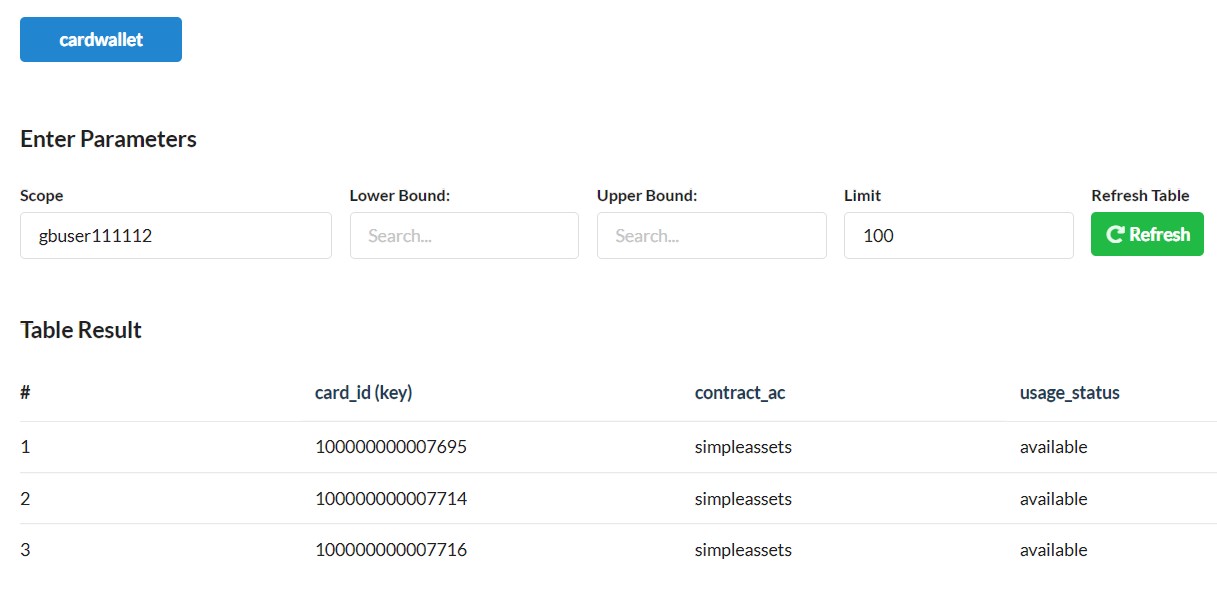 cardwallet
Enter Parameters
Scope Lower Bound: Upper Bound: Limit Refresh Table
gbuser111112 Search... Search... 100 Refresh
Table Result
# card_id (key) contract_ac usage_status
1 100000000007695 simpleassets available
2 100000000007714 simpleassets available
3 100000000007716 simpleassets available